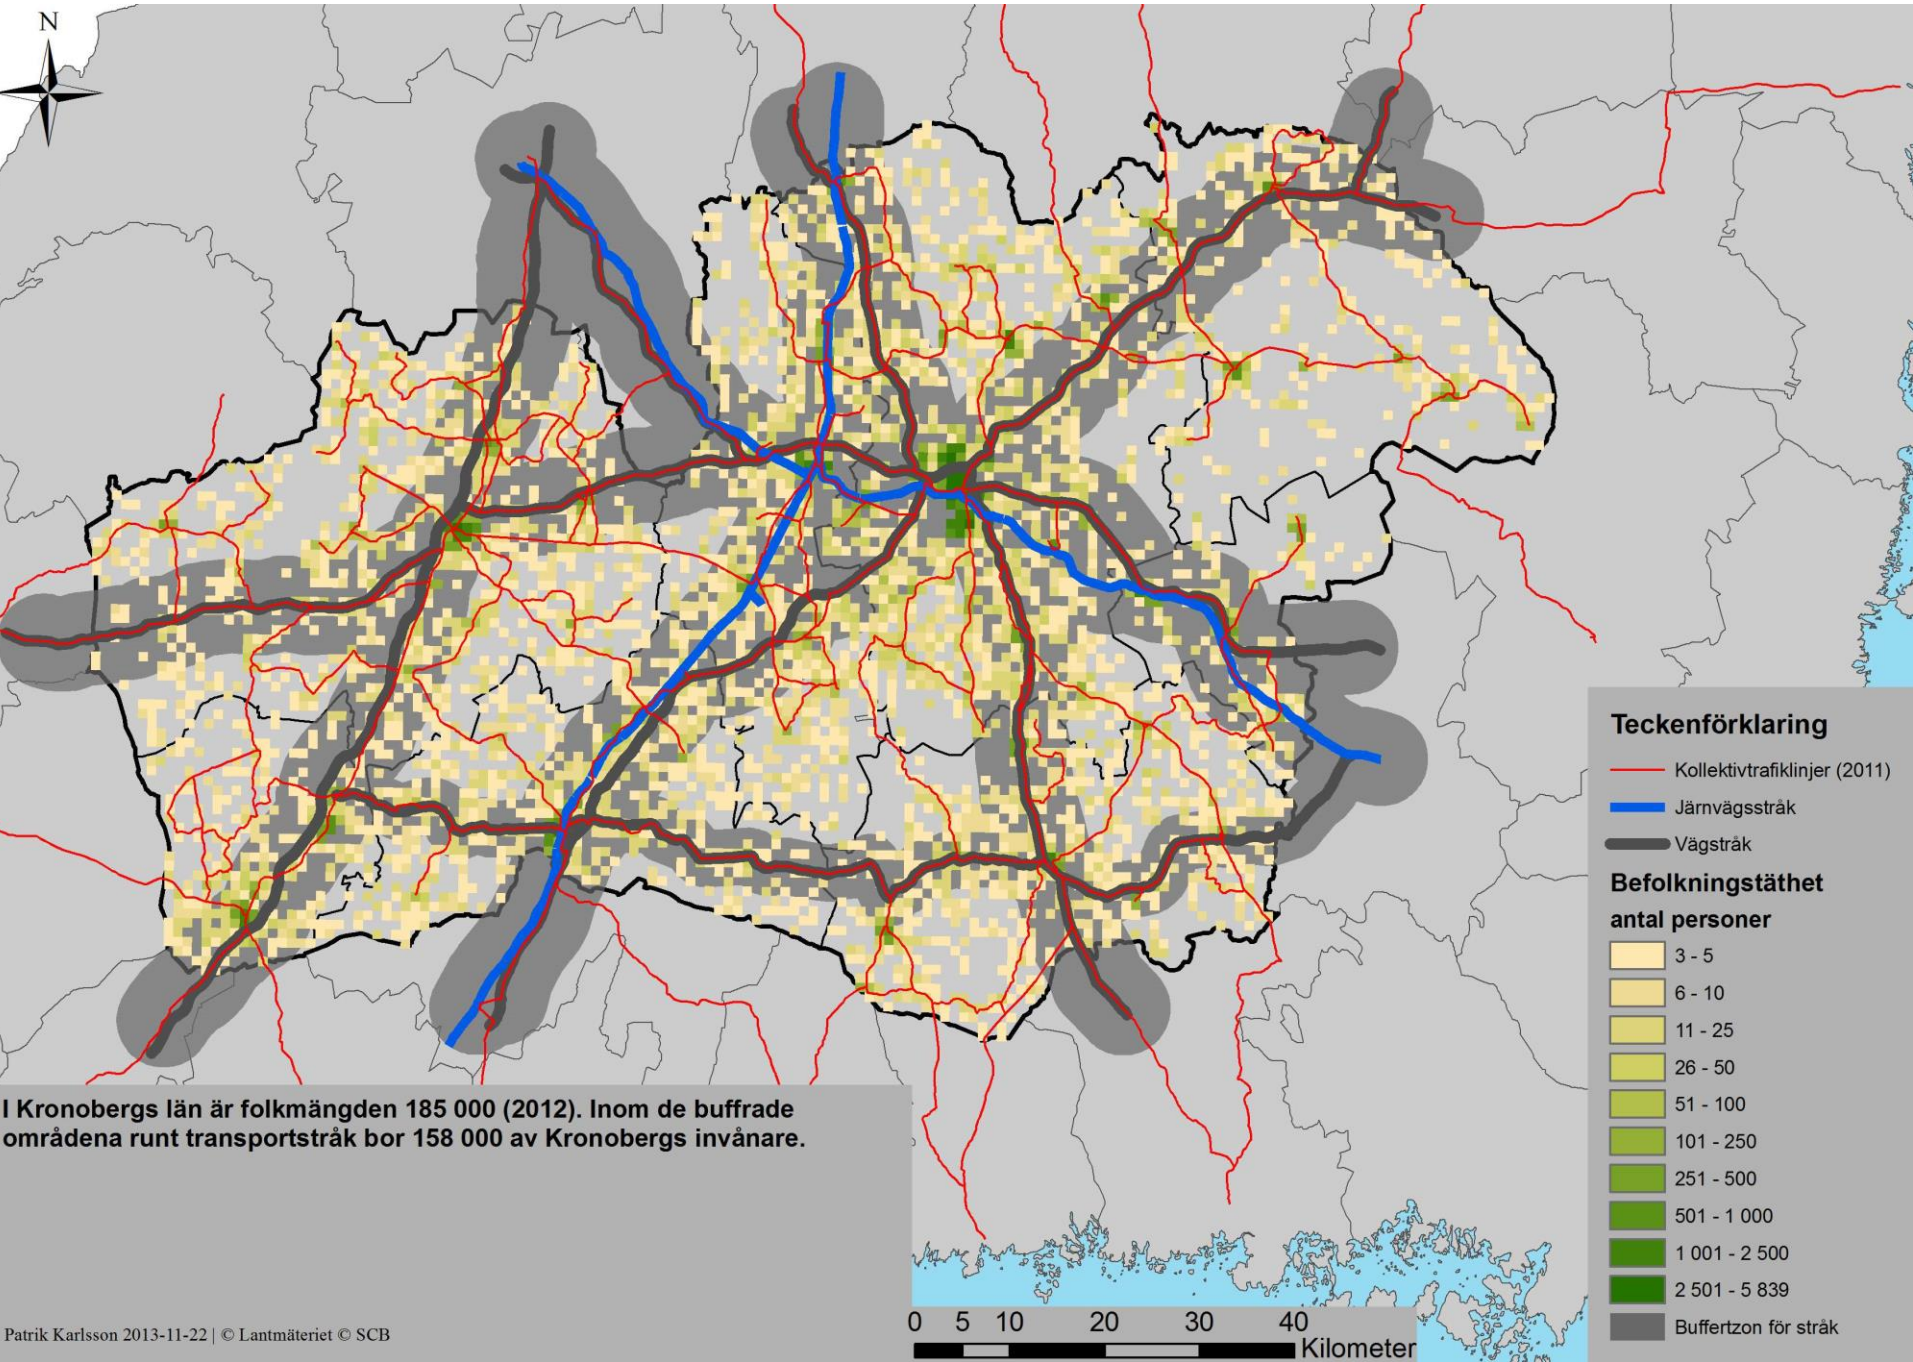 N
Teckenförklaring
Kollektivtrafiklinjer (2011)
Järnvägsstråk
Vägstråk
Befolkningstäthet
antal personer
3 - 5
6 - 10
11 - 25
26 - 50
51 - 100
101 - 250
251 - 500
501 - 1 000
1 001 - 2 500
2 501 - 5 839
Buffertzon för stråk
I Kronobergs län är folkmängden 185 000 (2012). Inom de buffrade
områdena runt transportstråk bor 158 000 av Kronobergs invånare.
0 5 10 20 30 40
Kilometer
Patrik Karlsson 2013-11-22 | © Lantmäteriet © SCB